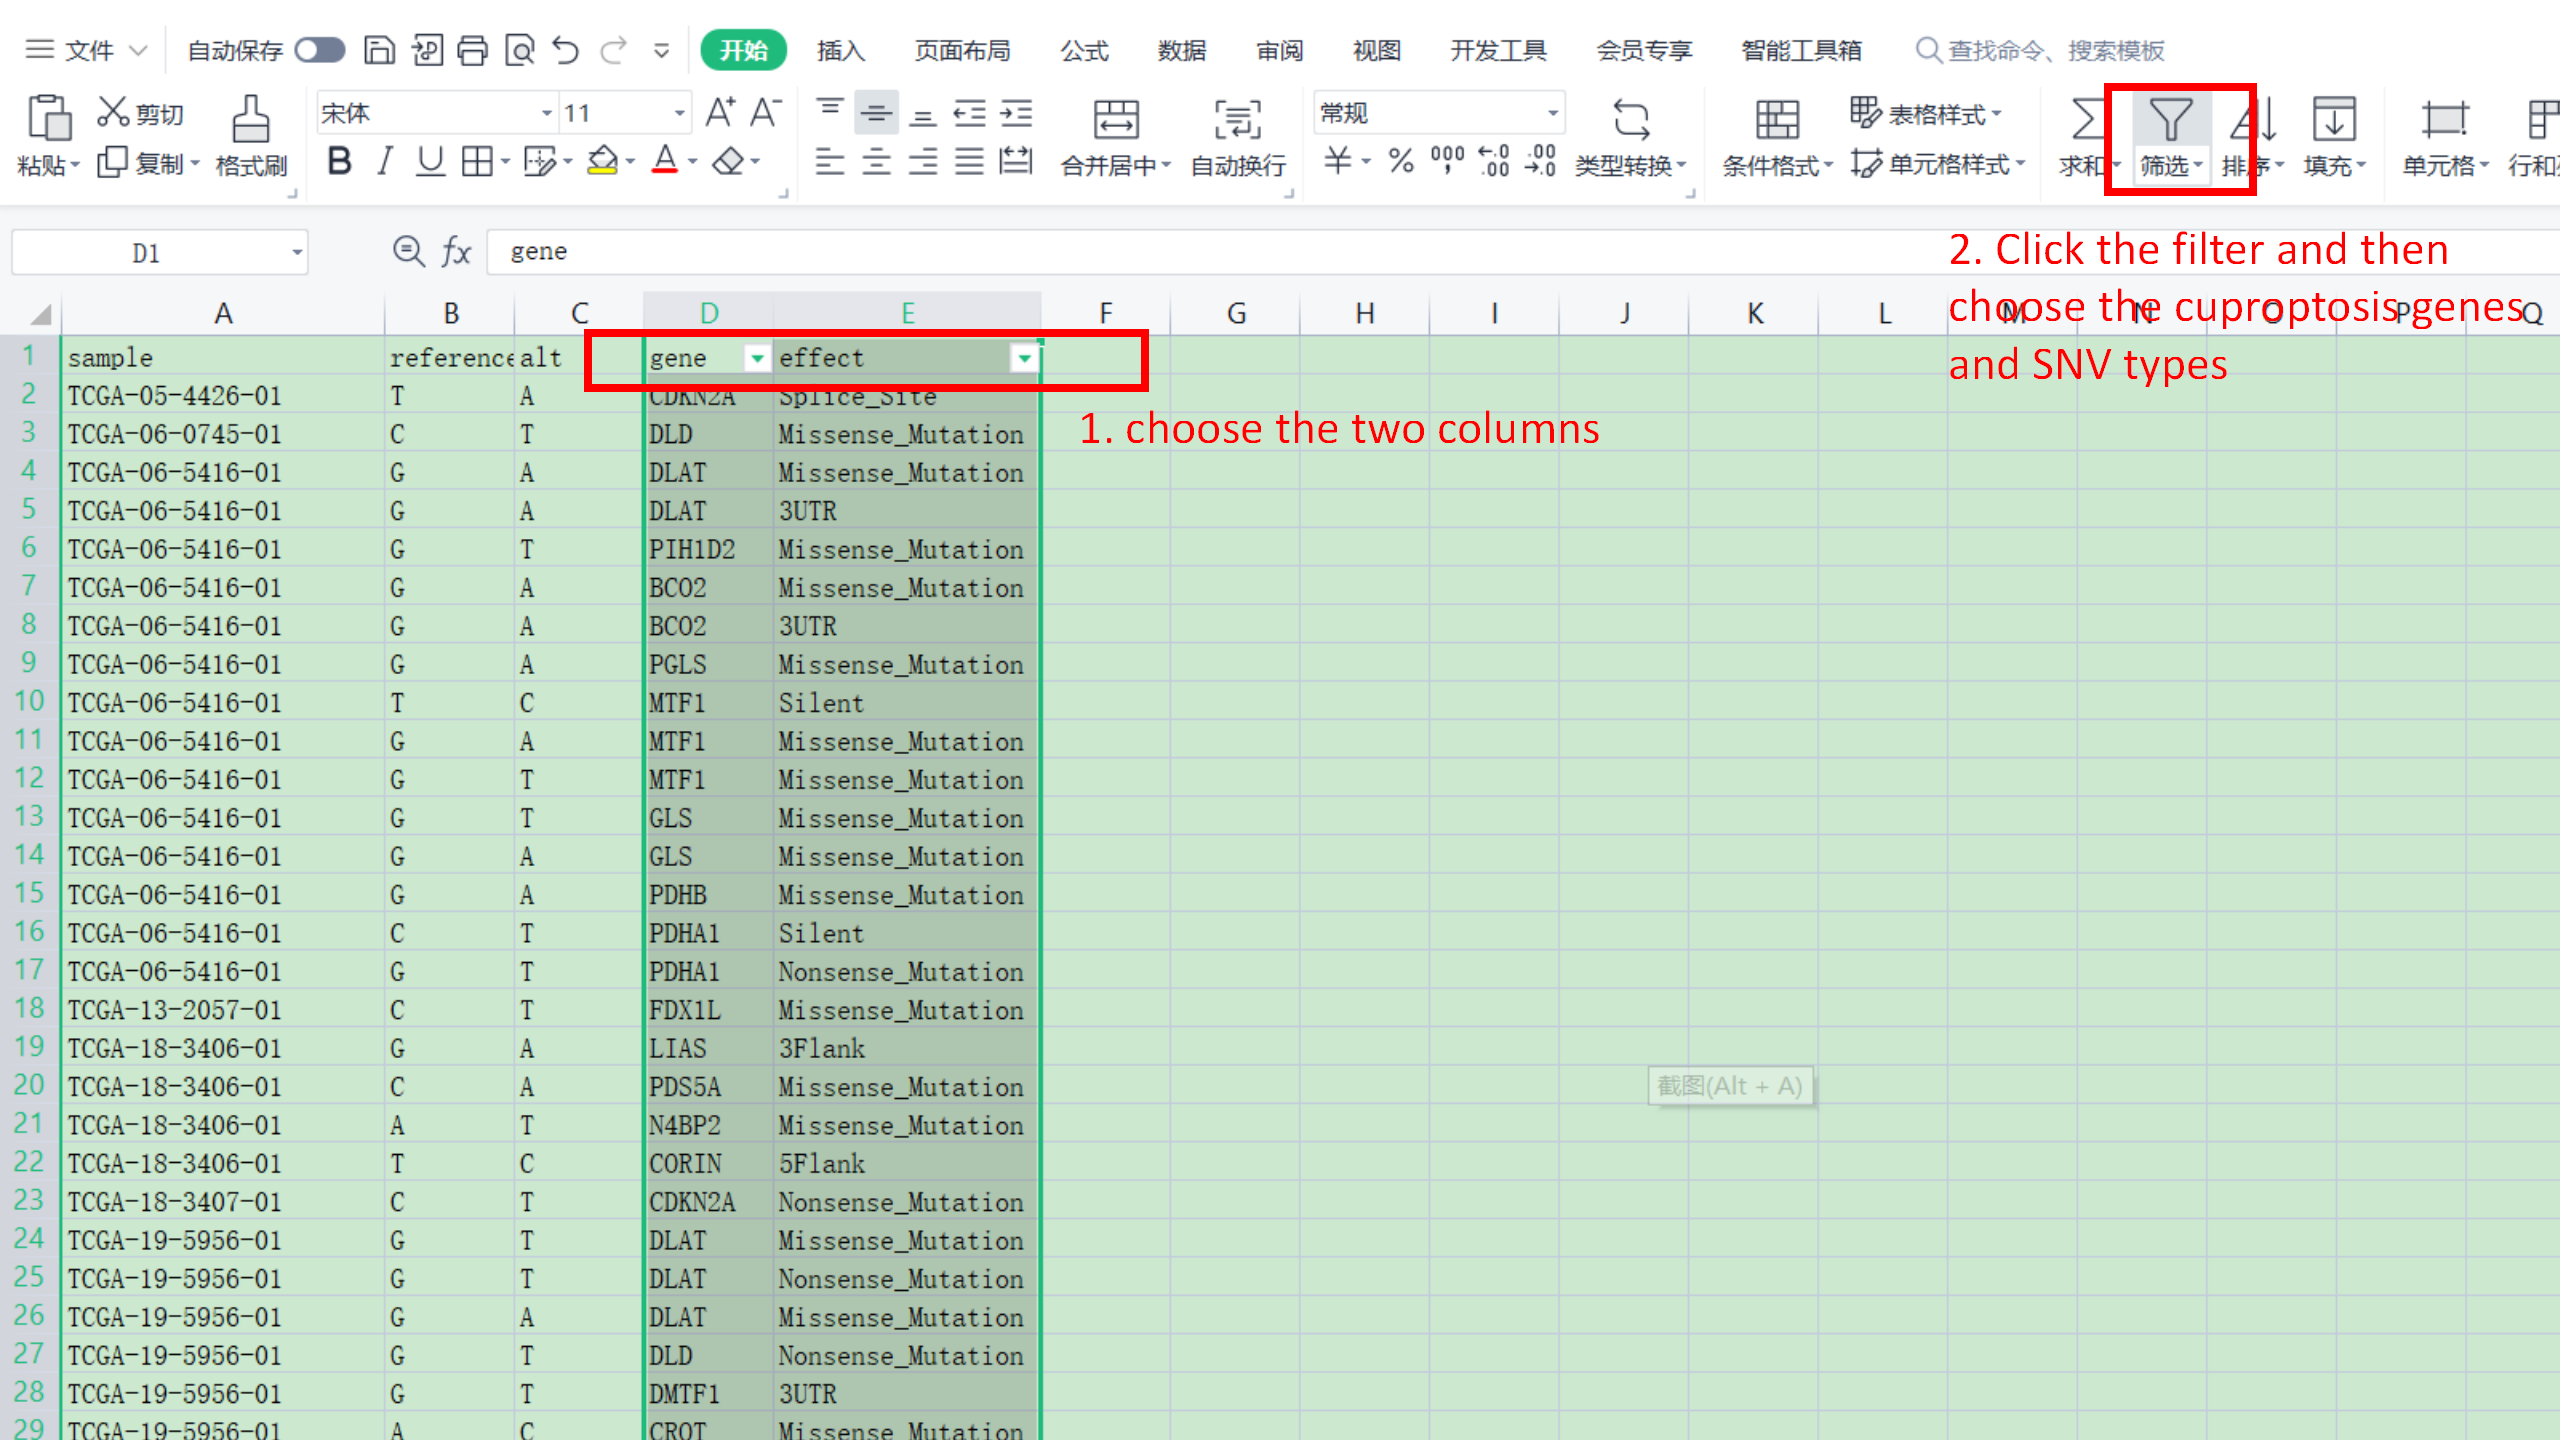 文件 自动保存 开始 插入 页面布局 公式 数据 审阅 视图 开发工具 会员专享 智能工具箱 查找命令、搜索模板
剪切 宋体 11 A+ A- 常规 表格样式
粘贴 复制 格式刷 B I U A 合并居中 自动换行 ¥ % 000 ←.0 .00 .00 →.0 类型转换 条件格式 单元格样式 求和 筛选 排序 填充 单元格
D1 fx gene
2. Click the filter and then
choose the cuproptosis genes
and SNV types
A B C D E F G H I J K L M N O P Q
1 sample reference alt gene effect
2 TCGA-05-4426-01 T A CDKN2A Splice_Site
1. choose the two columns
3 TCGA-06-0745-01 C T DLD Missense_Mutation
4 TCGA-06-5416-01 G A DLAT Missense_Mutation
5 TCGA-06-5416-01 G A DLAT 3UTR
6 TCGA-06-5416-01 G T PIH1D2 Missense_Mutation
7 TCGA-06-5416-01 G A BCO2 Missense_Mutation
8 TCGA-06-5416-01 G A BCO2 3UTR
9 TCGA-06-5416-01 G A PGLS Missense_Mutation
10 TCGA-06-5416-01 T C MTF1 Silent
11 TCGA-06-5416-01 G A MTF1 Missense_Mutation
12 TCGA-06-5416-01 G T MTF1 Missense_Mutation
13 TCGA-06-5416-01 G T GLS Missense_Mutation
14 TCGA-06-5416-01 G A GLS Missense_Mutation
15 TCGA-06-5416-01 G A PDHB Missense_Mutation
16 TCGA-06-5416-01 C T PDHA1 Silent
17 TCGA-06-5416-01 G T PDHA1 Nonsense_Mutation
18 TCGA-13-2057-01 C T FDX1L Missense_Mutation
19 TCGA-18-3406-01 G A LIAS 3Flank
20 TCGA-18-3406-01 C A PDS5A Missense_Mutation
截图(Alt + A)
21 TCGA-18-3406-01 A T N4BP2 Missense_Mutation
22 TCGA-18-3406-01 T C CORIN 5Flank
23 TCGA-18-3407-01 C T CDKN2A Nonsense_Mutation
24 TCGA-19-5956-01 G T DLAT Missense_Mutation
25 TCGA-19-5956-01 G T DLAT Nonsense_Mutation
26 TCGA-19-5956-01 G A DLAT Missense_Mutation
27 TCGA-19-5956-01 G T DLD Nonsense_Mutation
28 TCGA-19-5956-01 G T DMTF1 3UTR
29 TCGA-19-5956-01 A C CROT Missense_Mutation